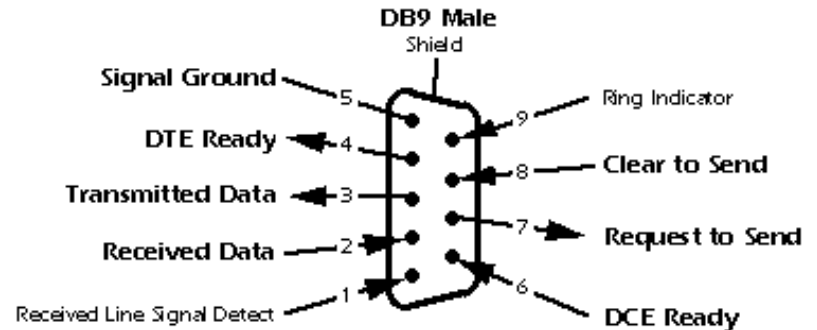 DB9 Male
Shield
Signal Ground
5
9
Ring Indicator
DTE Ready
4
8
Clear to Send
Transmitted Data
3
7
Request to Send
Received Data
2
6
DCE Ready
Received Line Signal Detect
1